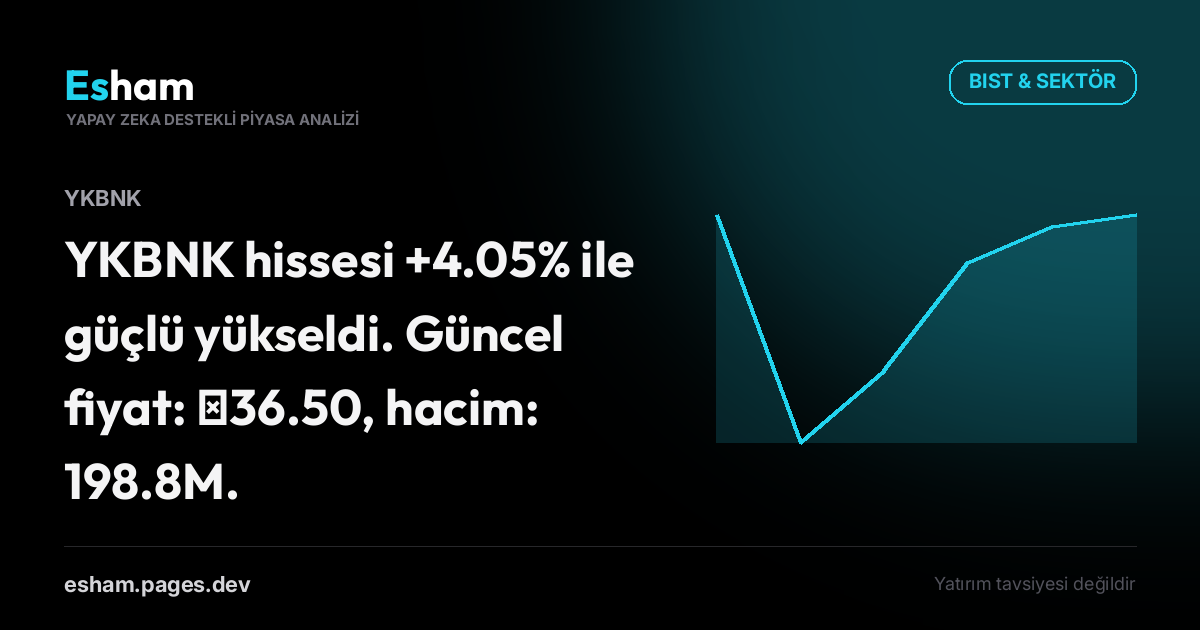 Esham
YAPAY ZEKA DESTEKLİ PİYASA ANALİZİ
BIST & SEKTÖR
YKBNK
YKBNK hissesi +4.05% ile
güçlü yükseldi. Güncel
fiyat: 36.50, hacim:
198.8M.
esham.pages.dev
Yatırım tavsiyesi değildir